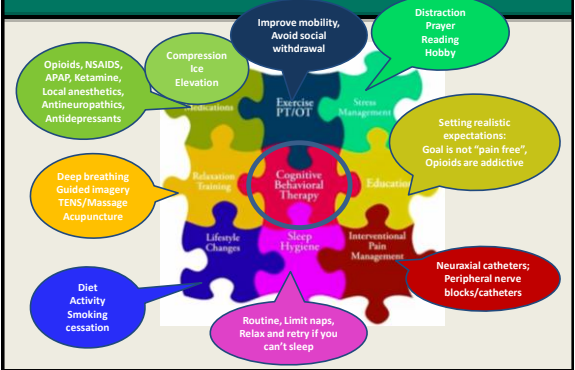 Improve mobility,
Avoid social
withdrawal
Distraction
Prayer
Reading
Hobby
Compression
Ice
Elevation
Opioids, NSAIDS,
APAP, Ketamine,
Local anesthetics,
Antineuropathics,
Antidepressants
Medications
Exercise
PT/OT
Stress
Management
Setting realistic
expectations:
Goal is not "pain free",
Opioids are addictive
Deep breathing
Guided imagery
TENS/Massage
Acupuncture
Relaxation
Training
Cognitive
Behavioral
Therapy
Education
Lifestyle
Changes
Sleep
Hygiene
Interventional
Pain
Management
Neuraxial catheters;
Peripheral nerve
blocks/catheters
Diet
Activity
Smoking
cessation
Routine, Limit naps,
Relax and retry if you
can't sleep